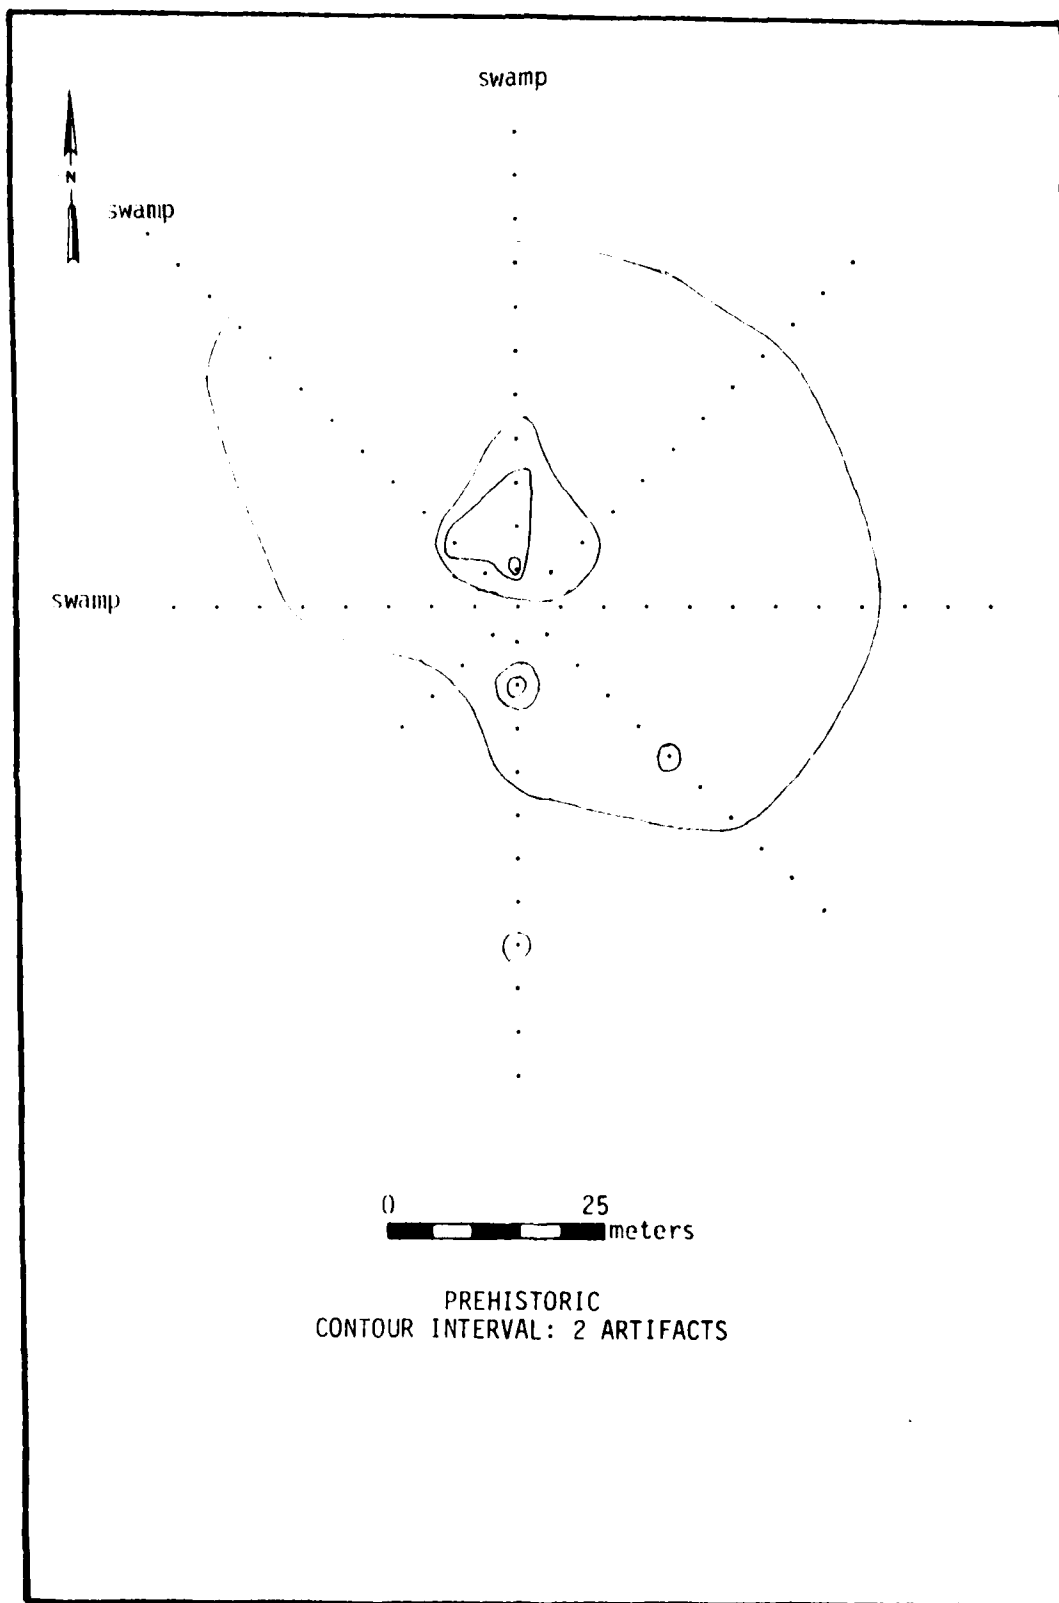 swamp
N
swamp
swamp
0 25
meters
PREHISTORIC
CONTOUR INTERVAL: 2 ARTIFACTS